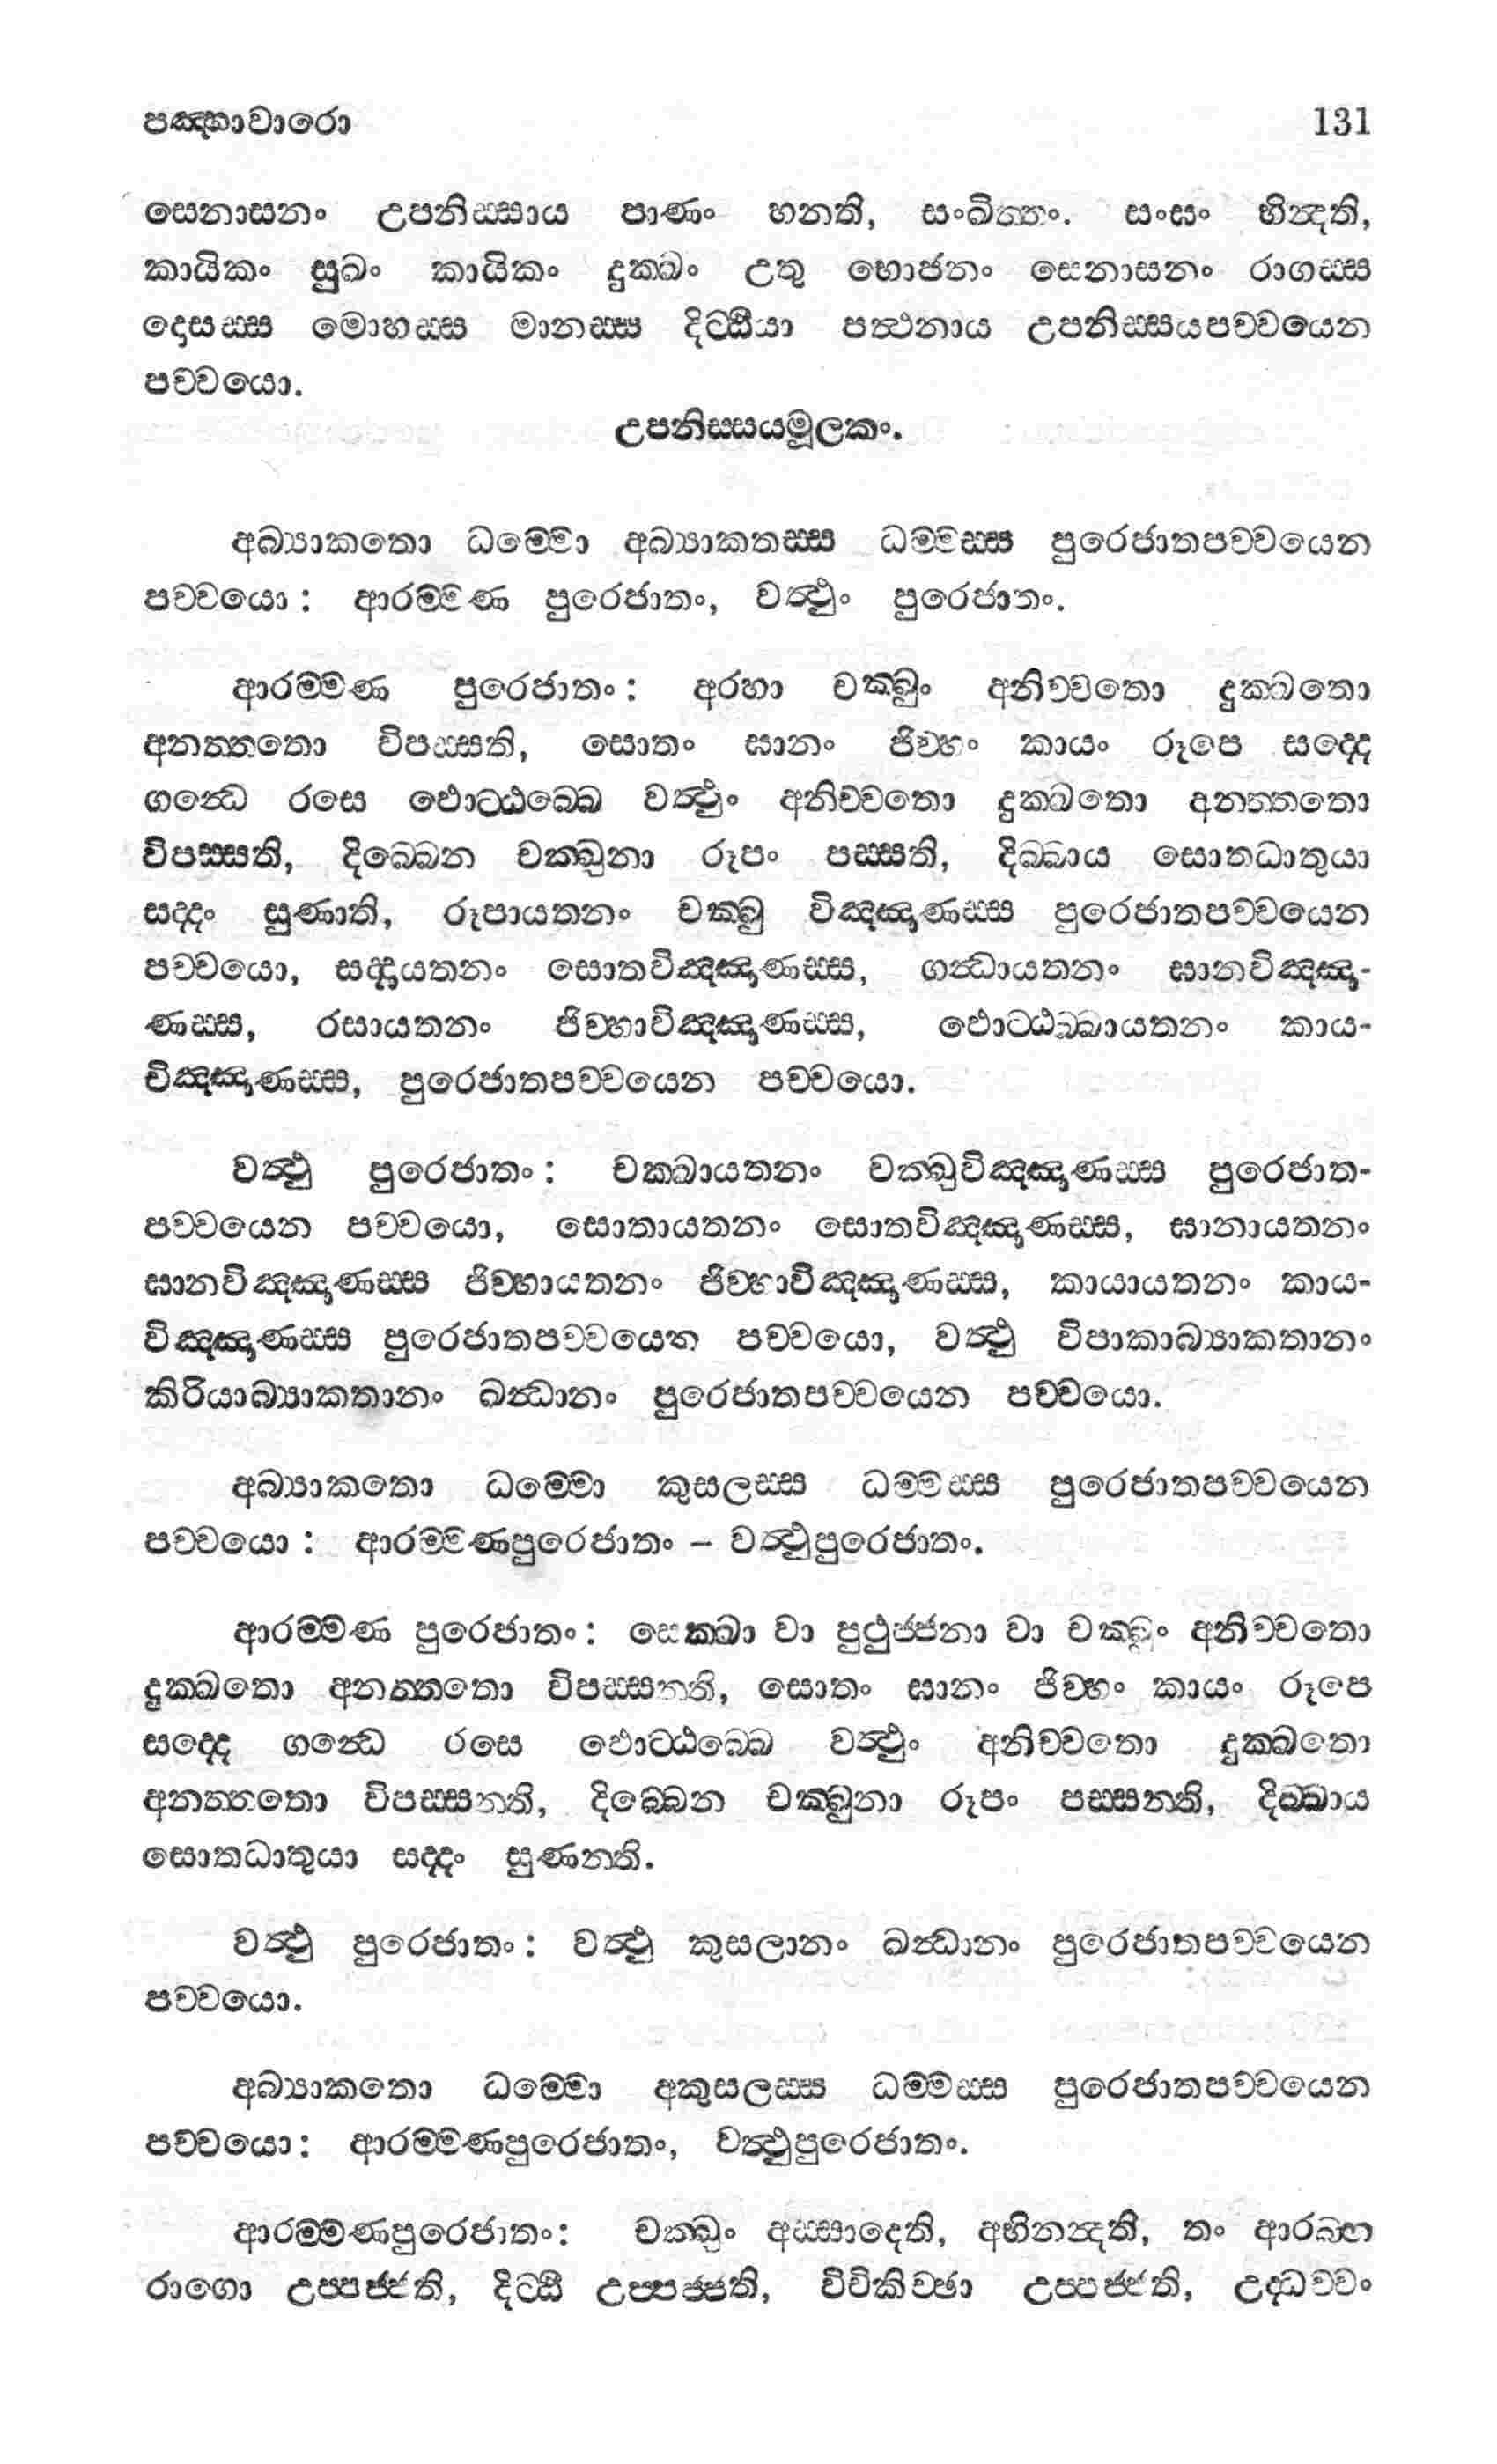 පඤ්හාවාරො 131
සෙනාසනං උපනිස්සාය පාණං හනති, සංඛිත්තං. සංඝං භින්දති,
කායිකං සුඛං කායිකං දුක්ඛං උතු භොජනං සෙනාසනං රාගස්ස
දොසස්ස මොහස්ස මානස්ස දිට්ඨියා පත්ථනාය උපනිස්සයපච්චයෙන
පච්චයො.
උපනිස්සයමූලකං.
අබ්‍යාකතො ධම්මො අබ්‍යාකතස්ස ධම්මස්ස පුරෙජාතපච්චයෙන
පච්චයො: ආරම්මණ පුරෙජාතං, වත්ථුං පුරෙජාතං.
ආරම්මණ පුරෙජාතං: අරහා චක්ඛුං අනිච්චතො දුක්ඛතො
අනත්තතො විපස්සති, සොතං ඝානං ජිව්හං කායං රූපෙ සද්දෙ
ගන්ධෙ රසෙ ඵොට්ඨබ්බෙ වත්ථුං අනිච්චතො දුක්ඛතො අනත්තතො
විපස්සති, දිබ්බෙන චක්ඛුනා රූපං පස්සති, දිබ්බාය සොතධාතුයා
සද්දං සුණාති, රූපායතනං චක්ඛු විඤ්ඤාණස්ස පුරෙජාතපච්චයෙන
පච්චයො, සද්දායතනං සොතවිඤ්ඤාණස්ස, ගන්ධායතනං ඝානවිඤ්ඤා-
ණස්ස, රසායතනං ජිව්හාවිඤ්ඤාණස්ස, ඵොට්ඨබ්බායතනං කාය-
විඤ්ඤාණස්ස, පුරෙජාතපච්චයෙන පච්චයො.
වත්ථු පුරෙජාතං: චක්ඛායතනං චක්ඛුවිඤ්ඤාණස්ස පුරෙජාත-
පච්චයෙන පච්චයො, සොතායතනං සොතවිඤ්ඤාණස්ස, ඝානායතනං
ඝානවිඤ්ඤාණස්ස ජිව්හායතනං ජිව්හාවිඤ්ඤාණස්ස, කායායතනං කාය-
විඤ්ඤාණස්ස පුරෙජාතපච්චයෙන පච්චයො, වත්ථු විපාකාබ්‍යාකතානං
කිරියාබ්‍යාකතානං ඛන්ධානං පුරෙජාතපච්චයෙන පච්චයො.
අබ්‍යාකතො ධම්මො කුසලස්ස ධම්මස්ස පුරෙජාතපච්චයෙන
පච්චයො: ආරම්මණපුරෙජාතං – වත්ථුපුරෙජාතං.
ආරම්මණ පුරෙජාතං: සෙක්ඛා වා පුථුජ්ජනා වා චක්ඛුං අනිච්චතො
දුක්ඛතො අනත්තතො විපස්සන්ති, සොතං ඝානං ජිව්හං කායං රූපෙ
සද්දෙ ගන්ධෙ රසෙ ඵොට්ඨබ්බෙ වත්ථුං අනිච්චතො දුක්ඛතො
අනත්තතො විපස්සන්ති, දිබ්බෙන චක්ඛුනා රූපං පස්සන්ති, දිබ්බාය
සොතධාතුයා සද්දං සුණන්ති.
වත්ථු පුරෙජාතං: වත්ථු කුසලානං ඛන්ධානං පුරෙජාතපච්චයෙන
පච්චයො.
අබ්‍යාකතො ධම්මො අකුසලස්ස ධම්මස්ස පුරෙජාතපච්චයෙන
පච්චයො: ආරම්මණපුරෙජාතං, වත්ථුපුරෙජාතං.
ආරම්මණපුරෙජාතං: චක්ඛුං අස්සාදෙති, අභිනන්දති, තං ආරබ්භ
රාගො උප්පජ්ජති, දිට්ඨි උප්පජ්ජති, විචිකිච්ඡා උප්පජ්ජති, උද්ධච්චං